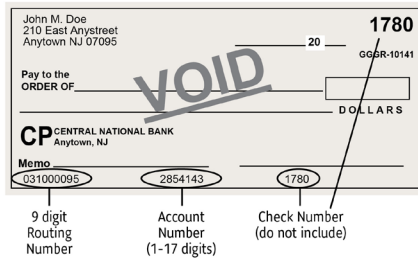 John M. Doe
210 East Anystreet
Anytown NJ 07095
1780
20
GGGR-10141
Pay to the
ORDER OF
VOID
DOLLARS
CP CENTRAL NATIONAL BANK
Anytown, NJ
Memo
031000095 2854143 1780
9 digit Routing Number
Account Number (1-17 digits)
Check Number (do not include)